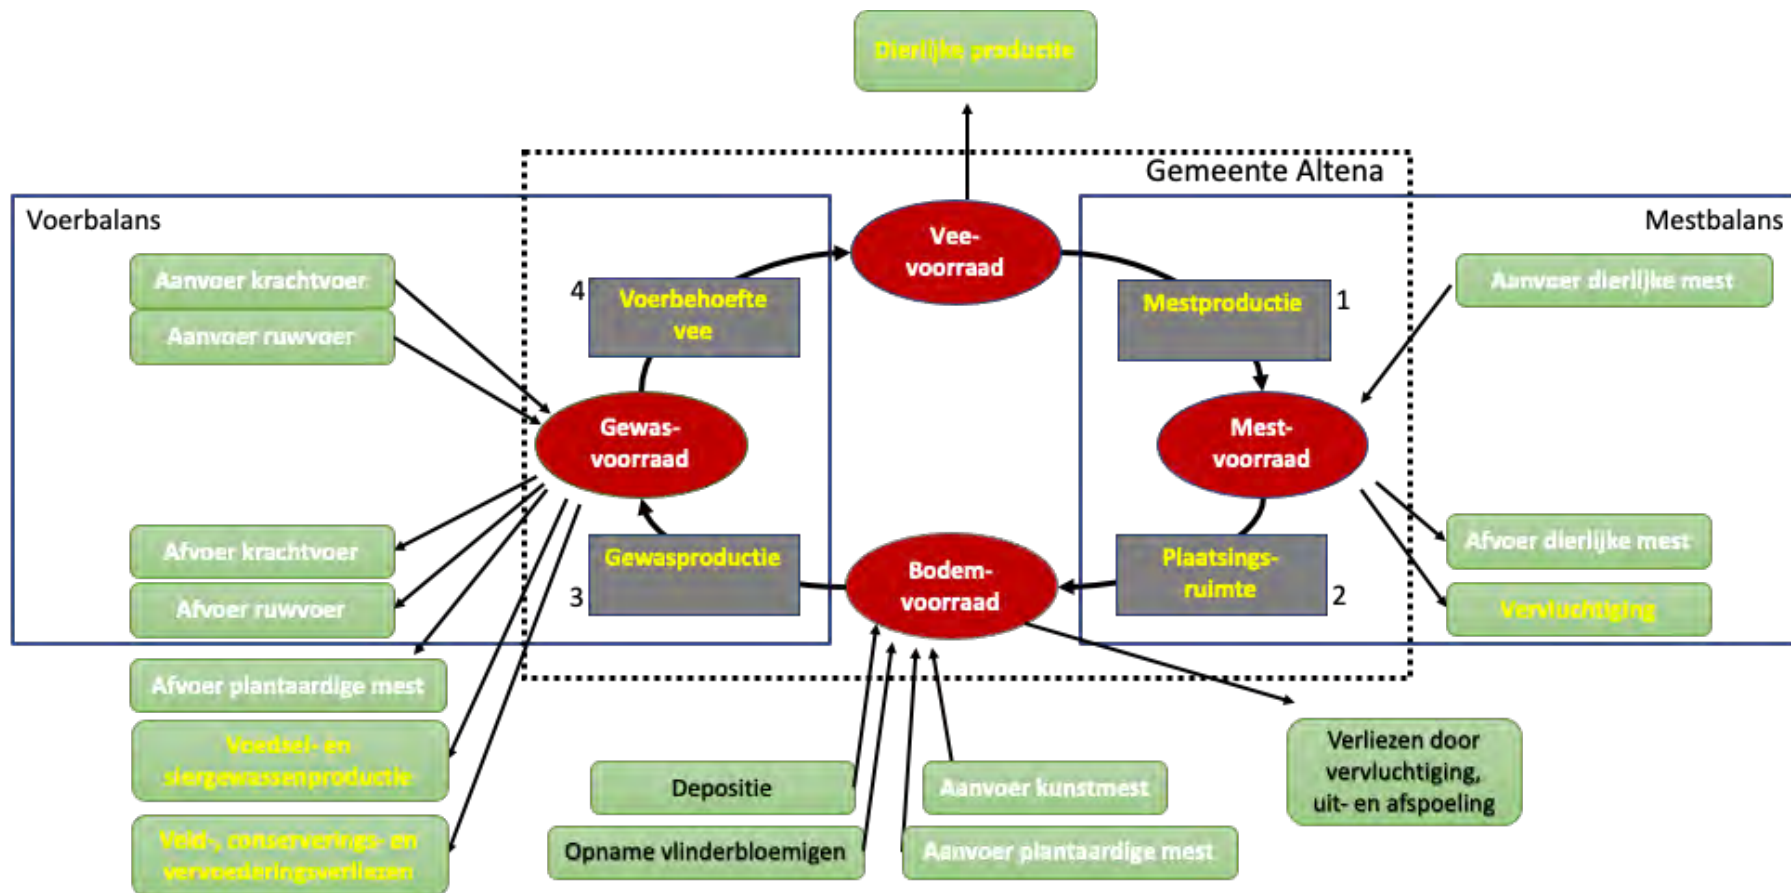 Dierlijke productie
Gemeente Altena
Voerbalans
Mestbalans
Vee-
voorraad
Aanvoer krachtvoer
Aanvoer ruwvoer
4
Voerbehoefte
vee
Mestproductie
1
Aanvoer dierlijke mest
Gewas-
voorraad
Mest-
voorraad
Afvoer krachtvoer
Afvoer ruwvoer
Gewasproductie
3
Bodem-
voorraad
Plaatsings-
ruimte
2
Afvoer dierlijke mest
Vervluchtiging
Afvoer plantaardige mest
Voedsel- en
siergewassenproductie
Veld-, conserverings- en
vervoederingsverliezen
Depositie
Aanvoer kunstmest
Opname vlinderbloemigen
Aanvoer plantaardige mest
Verliezen door
vervluchtiging,
uit- en afspoeling